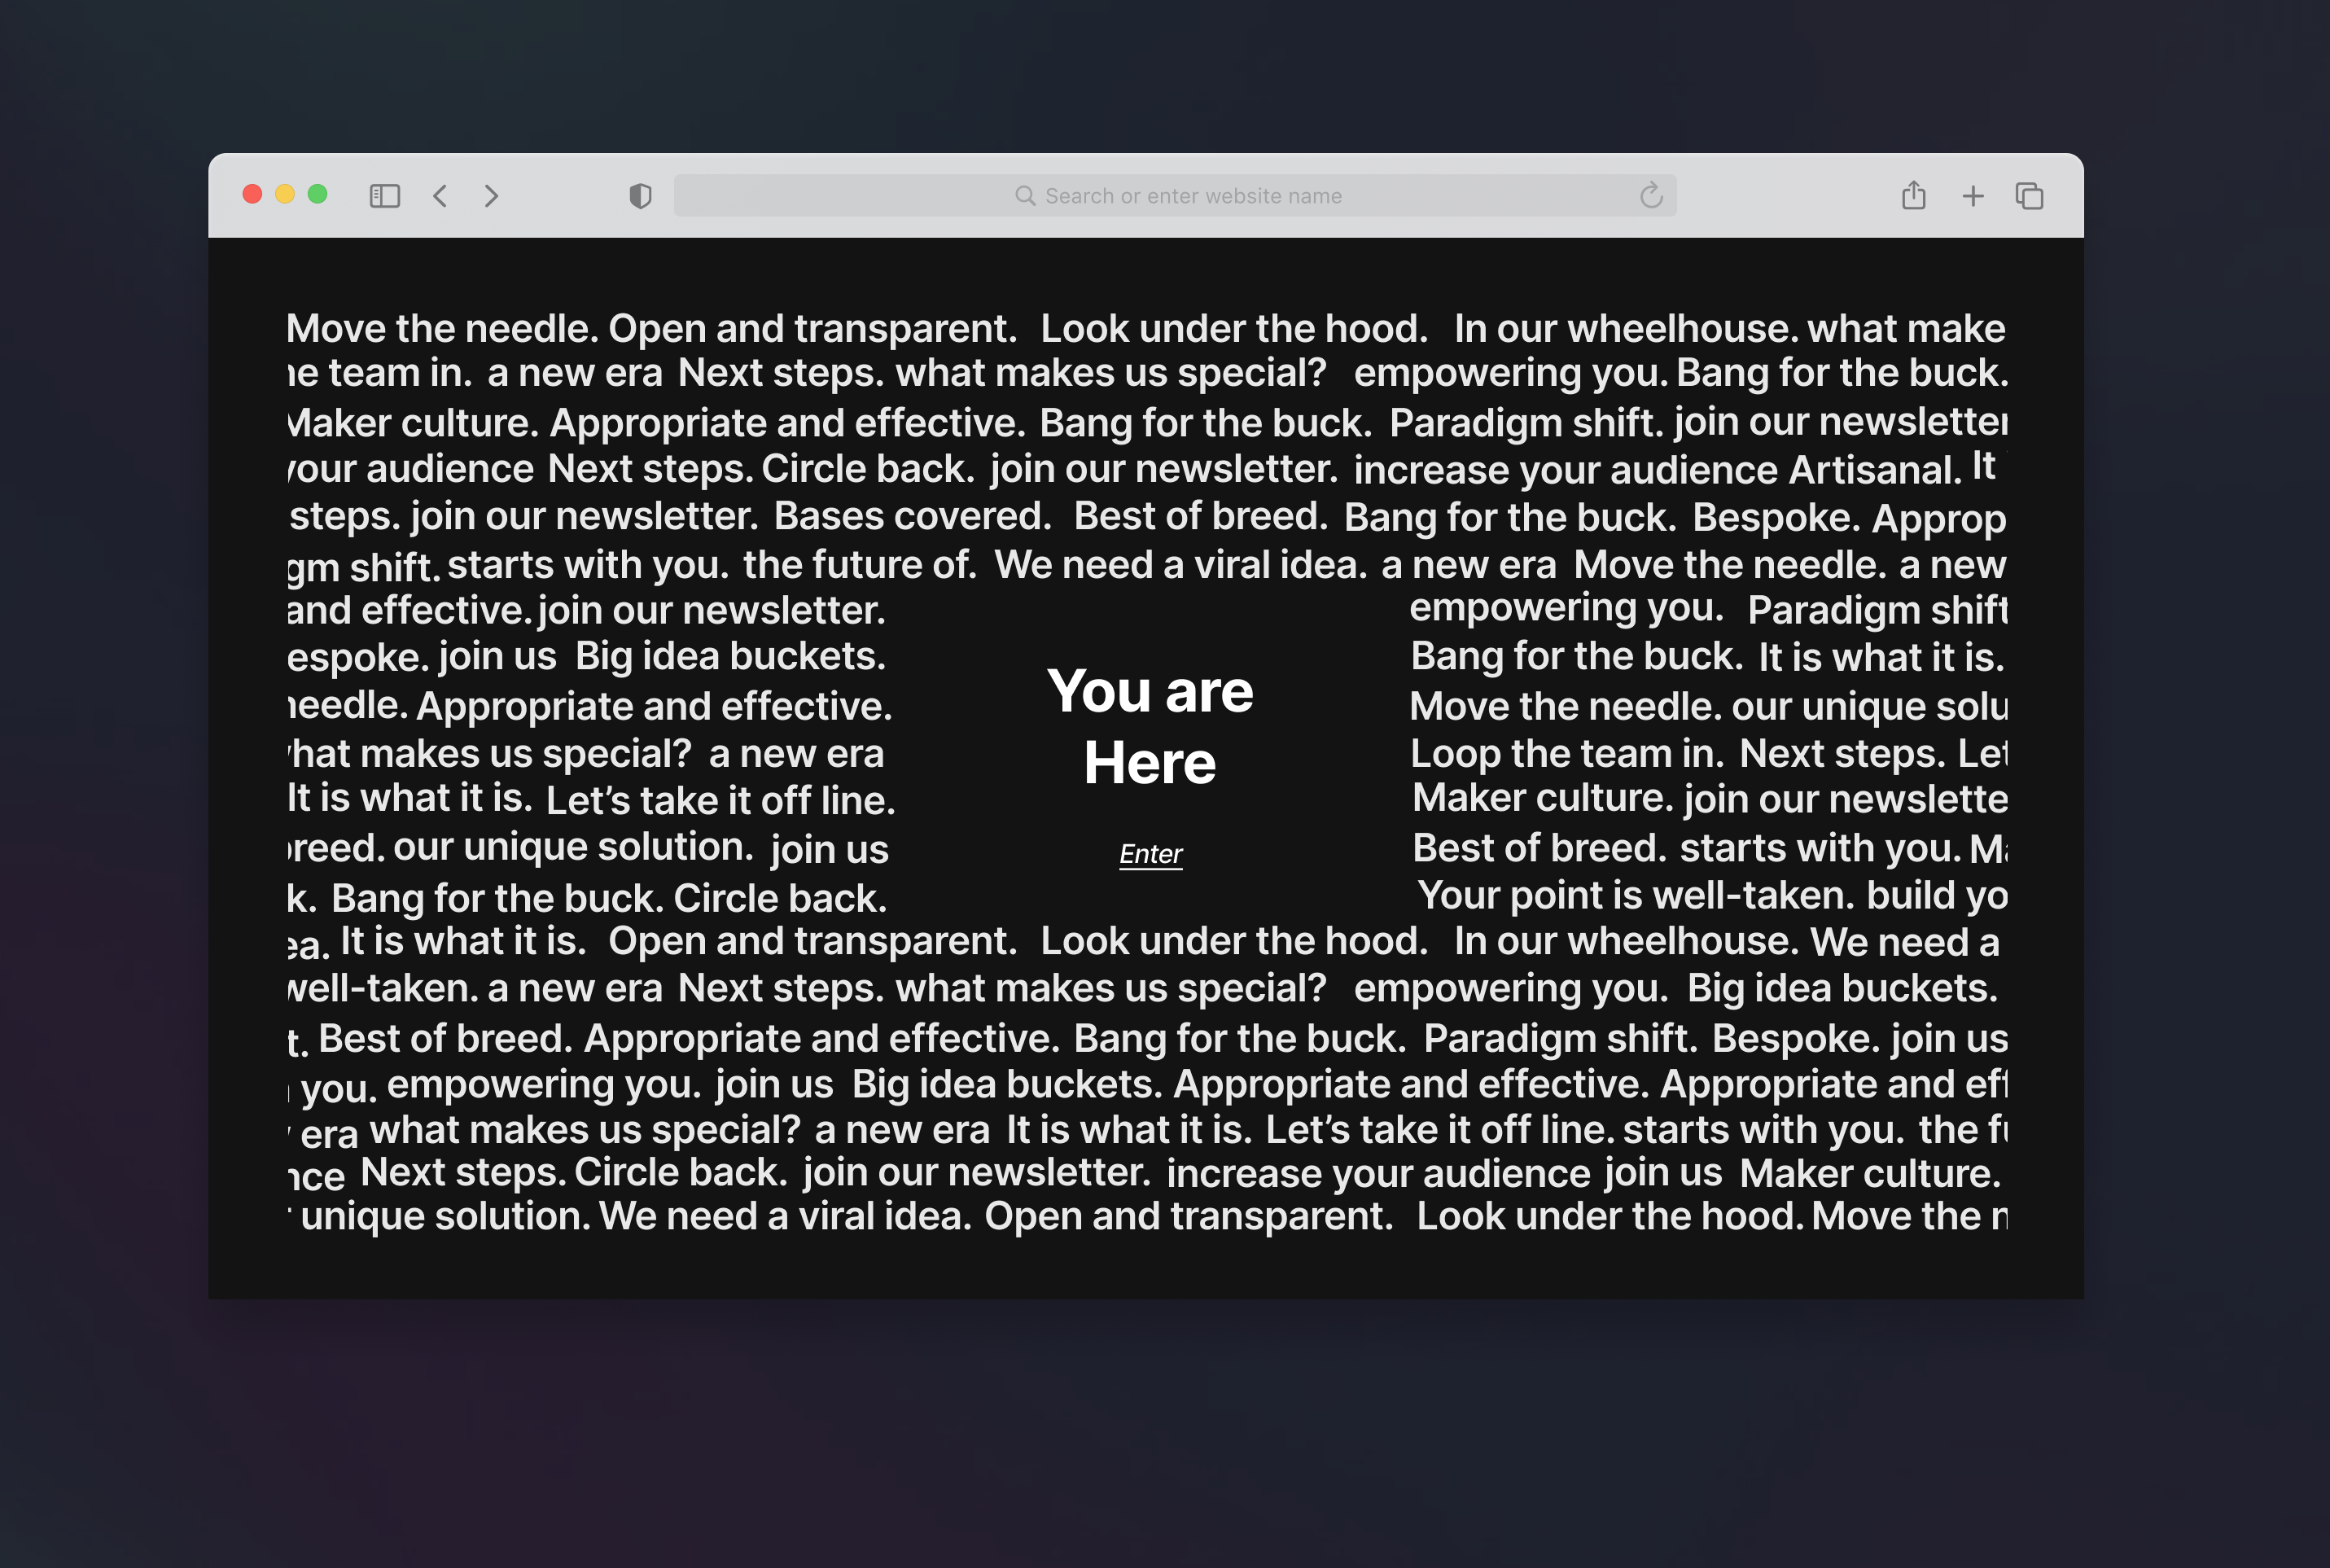 Search or enter website name
Move the needle. Open and transparent. Look under the hood. In our wheelhouse. what make
he team in. a new era Next steps. what makes us special? empowering you. Bang for the buck.
Maker culture. Appropriate and effective. Bang for the buck. Paradigm shift. join our newsletter
your audience Next steps. Circle back. join our newsletter. increase your audience Artisanal. It
steps. join our newsletter. Bases covered. Best of breed. Bang for the buck. Bespoke. Approp
gm shift. starts with you. the future of. We need a viral idea. a new era Move the needle. a new
and effective. join our newsletter. empowering you. Paradigm shift
espoke. join us Big idea buckets. Bang for the buck. It is what it is.
needle. Appropriate and effective. Move the needle. our unique solu
hat makes us special? a new era Loop the team in. Next steps. Let
It is what it is. Let’s take it off line. Maker culture. join our newslette
breed. our unique solution. join us Best of breed. starts with you. Ma
k. Bang for the buck. Circle back. Your point is well-taken. build yo
You are
Here
Enter
ea. It is what it is. Open and transparent. Look under the hood. In our wheelhouse. We need a
well-taken. a new era Next steps. what makes us special? empowering you. Big idea buckets.
t. Best of breed. Appropriate and effective. Bang for the buck. Paradigm shift. Bespoke. join us
you. empowering you. join us Big idea buckets. Appropriate and effective. Appropriate and eff
era what makes us special? a new era It is what it is. Let’s take it off line. starts with you. the fu
nce Next steps. Circle back. join our newsletter. increase your audience join us Maker culture.
unique solution. We need a viral idea. Open and transparent. Look under the hood. Move the n